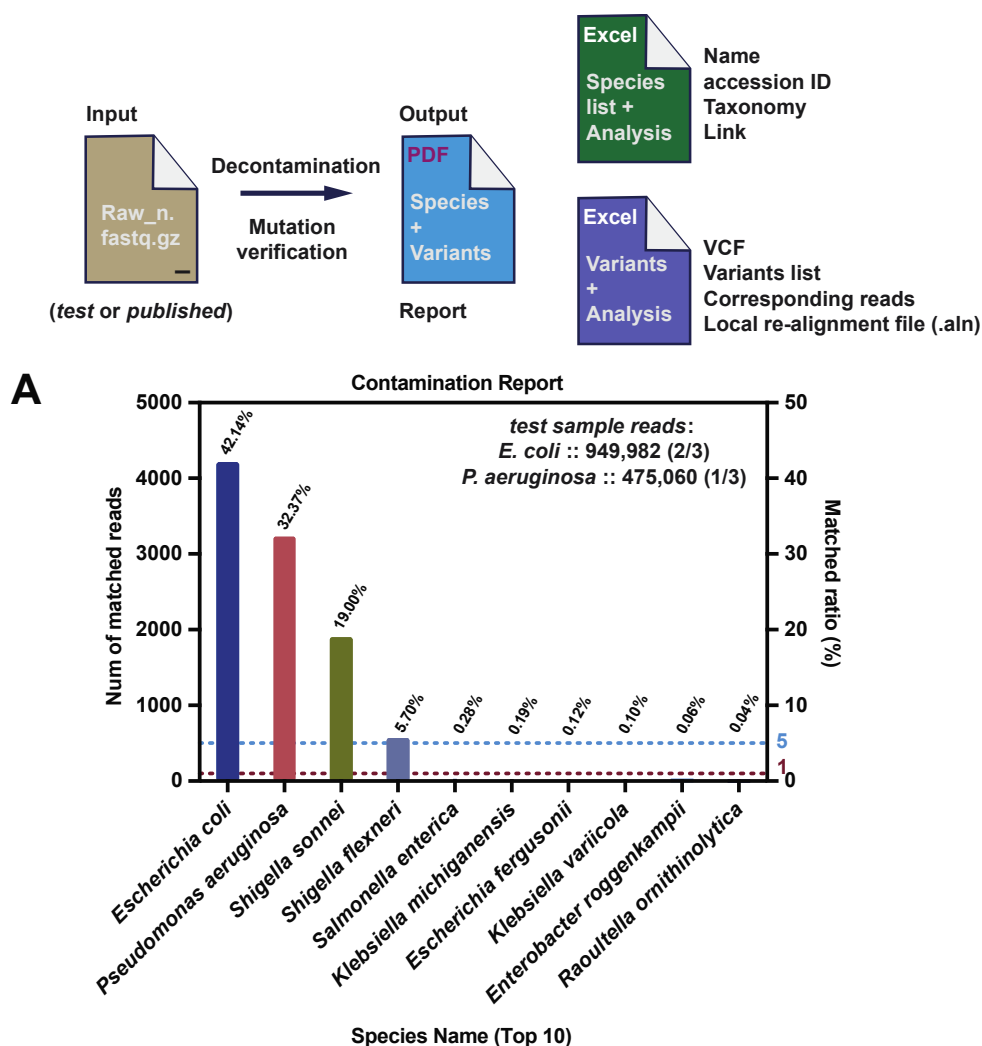 Input
Raw_n.
fastq.gz
(test or published)
Decontamination
Mutation
verification
Output
PDF
Species
+
Variants
Report
Excel
Species
list +
Analysis
Name
accession ID
Taxonomy
Link
Excel
Variants
+
Analysis
VCF
Variants list
Corresponding reads
Local re-alignment file (.aln)
A
Contamination Report
test sample reads:
E. coli :: 949,982 (2/3)
P. aeruginosa :: 475,060 (1/3)
Num of matched reads
5000
4000
3000
2000
1000
0
42.14%
32.37%
19.00%
5.70%
0.28%
0.19%
0.12%
0.10%
0.06%
0.04%
50
40
30
20
10
0
5
1
Matched ratio (%)
Escherichia coli
Pseudomonas aeruginosa
Shigella sonnei
Shigella flexneri
Salmonella enterica
Klebsiella michiganensis
Escherichia fergusonii
Klebsiella variicola
Enterobacter roggenkampii
Raoultella ornithinolytica
Species Name (Top 10)